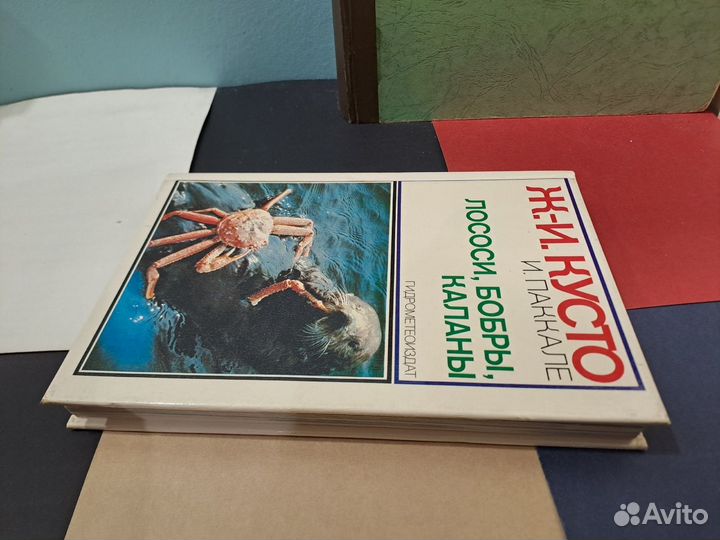 Ж.-И. КУСТО
И. ПАККАЛЕ
ЛОСОСИ, БОБРЫ,
КАЛАНЫ
ГИДРОМЕТЕОИЗДАТ
Avito